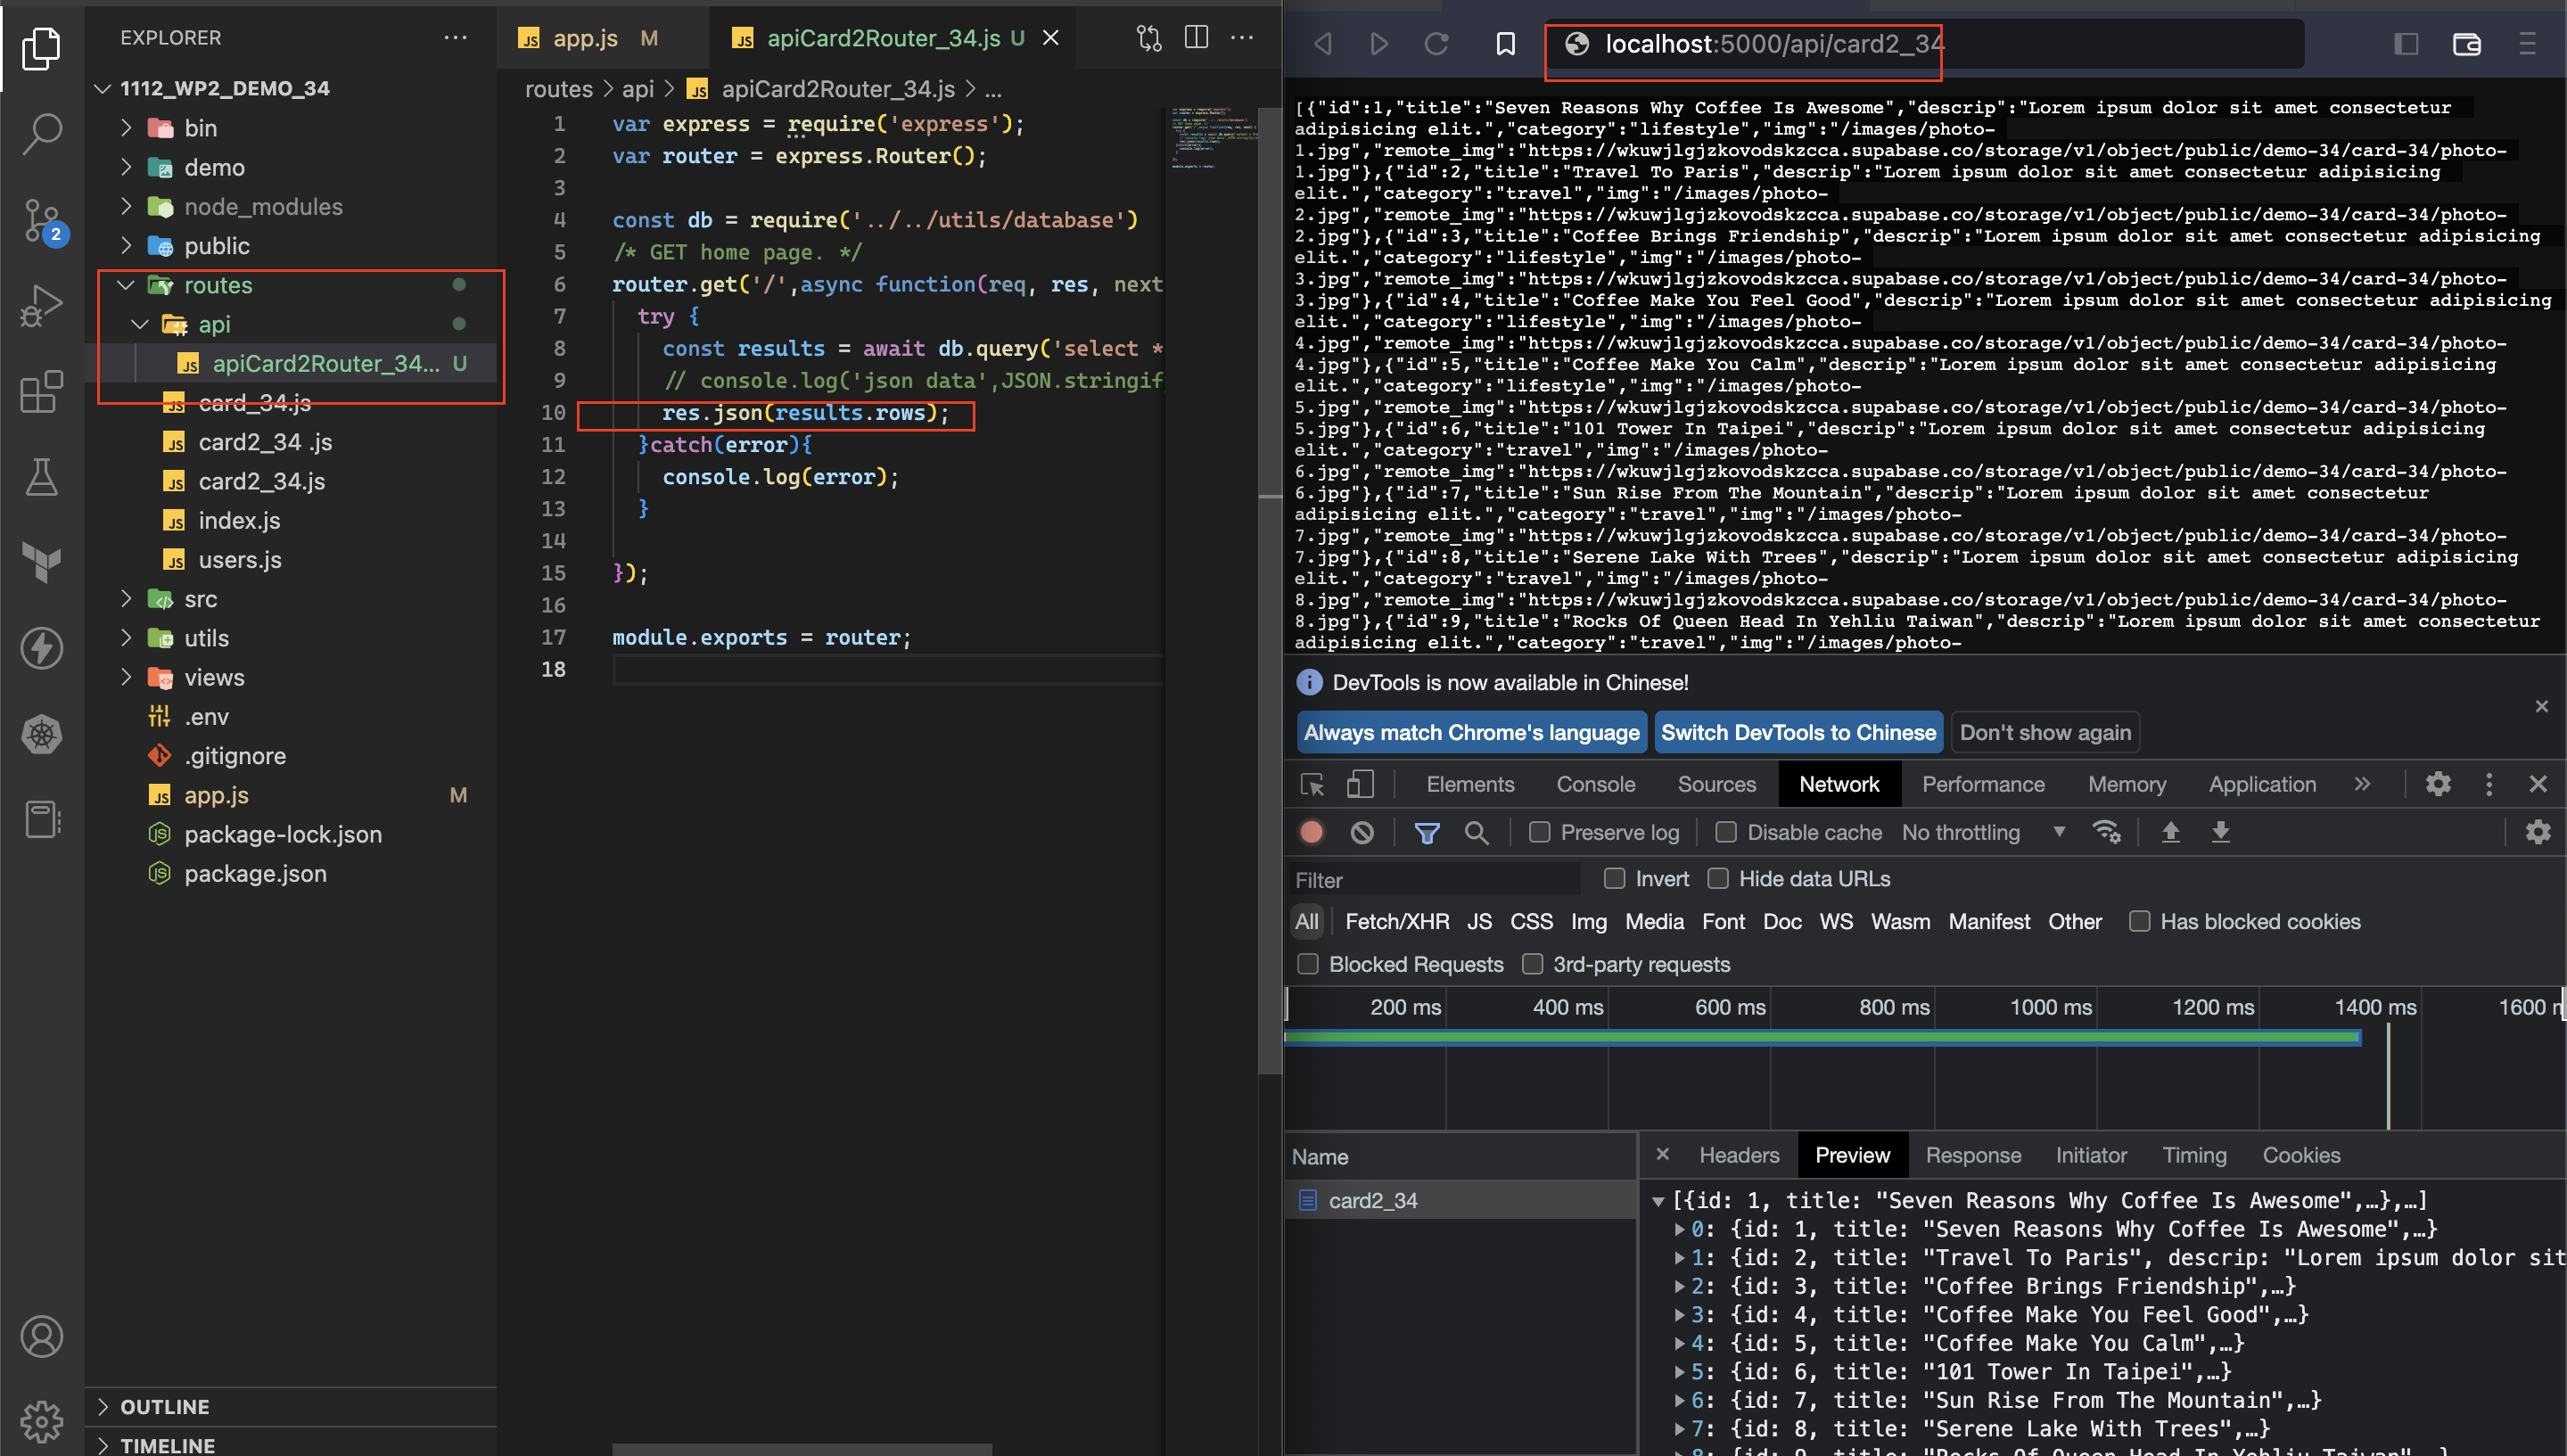 EXPLORER
1112_WP2_DEMO_34
bin
demo
node_modules
public
routes
api
apiCard2Router_34... U
card_34.js
card2_34 .js
card2_34.js
index.js
users.js
src
utils
views
.env
.gitignore
app.js M
package-lock.json
package.json
OUTLINE
TIMELINE
2
app.js M
apiCard2Router_34.js U
routes > api > apiCard2Router_34.js > ...
1 var express = require('express');
2 var router = express.Router();
3
4 const db = require('../../utils/database')
5 /* GET home page. */
6 router.get('/',async function(req, res, next
7 try {
8 const results = await db.query('select *
9 // console.log('json data',JSON.stringif
10 res.json(results.rows);
11 }catch(error){
12 console.log(error);
13 }
14
15 });
16
17 module.exports = router;
18
localhost:5000/api/card2_34
[{"id":1,"title":"Seven Reasons Why Coffee Is Awesome","descrip":"Lorem ipsum dolor sit amet consectetur
adipisicing elit.","category":"lifestyle","img":"/images/photo-
1.jpg","remote_img":"https://wkuwjlgjzkovodskzcca.supabase.co/storage/v1/object/public/demo-34/card-34/photo-
1.jpg"},{"id":2,"title":"Travel To Paris","descrip":"Lorem ipsum dolor sit amet consectetur adipisicing
elit.","category":"travel","img":"/images/photo-
2.jpg","remote_img":"https://wkuwjlgjzkovodskzcca.supabase.co/storage/v1/object/public/demo-34/card-34/photo-
2.jpg"},{"id":3,"title":"Coffee Brings Friendship","descrip":"Lorem ipsum dolor sit amet consectetur adipisicing
elit.","category":"lifestyle","img":"/images/photo-
3.jpg","remote_img":"https://wkuwjlgjzkovodskzcca.supabase.co/storage/v1/object/public/demo-34/card-34/photo-
3.jpg"},{"id":4,"title":"Coffee Make You Feel Good","descrip":"Lorem ipsum dolor sit amet consectetur adipisicing
elit.","category":"lifestyle","img":"/images/photo-
4.jpg","remote_img":"https://wkuwjlgjzkovodskzcca.supabase.co/storage/v1/object/public/demo-34/card-34/photo-
4.jpg"},{"id":5,"title":"Coffee Make You Calm","descrip":"Lorem ipsum dolor sit amet consectetur adipisicing
elit.","category":"lifestyle","img":"/images/photo-
5.jpg","remote_img":"https://wkuwjlgjzkovodskzcca.supabase.co/storage/v1/object/public/demo-34/card-34/photo-
5.jpg"},{"id":6,"title":"101 Tower In Taipei","descrip":"Lorem ipsum dolor sit amet consectetur adipisicing
elit.","category":"travel","img":"/images/photo-
6.jpg","remote_img":"https://wkuwjlgjzkovodskzcca.supabase.co/storage/v1/object/public/demo-34/card-34/photo-
6.jpg"},{"id":7,"title":"Sun Rise From The Mountain","descrip":"Lorem ipsum dolor sit amet consectetur
adipisicing elit.","category":"travel","img":"/images/photo-
7.jpg","remote_img":"https://wkuwjlgjzkovodskzcca.supabase.co/storage/v1/object/public/demo-34/card-34/photo-
7.jpg"},{"id":8,"title":"Serene Lake With Trees","descrip":"Lorem ipsum dolor sit amet consectetur adipisicing
elit.","category":"travel","img":"/images/photo-
8.jpg","remote_img":"https://wkuwjlgjzkovodskzcca.supabase.co/storage/v1/object/public/demo-34/card-34/photo-
8.jpg"},{"id":9,"title":"Rocks Of Queen Head In Yehliu Taiwan","descrip":"Lorem ipsum dolor sit amet consectetur
adipisicing elit.","category":"travel","img":"/images/photo-
DevTools is now available in Chinese!
Always match Chrome's language Switch DevTools to Chinese Don't show again
Elements Console Sources Network Performance Memory Application
Preserve log Disable cache No throttling
Filter Invert Hide data URLs
All Fetch/XHR JS CSS Img Media Font Doc WS Wasm Manifest Other Has blocked cookies
Blocked Requests 3rd-party requests
200 ms 400 ms 600 ms 800 ms 1000 ms 1200 ms 1400 ms 1600 m
Name
card2_34
Headers Preview Response Initiator Timing Cookies
[{id: 1, title: "Seven Reasons Why Coffee Is Awesome",…},…]
0: {id: 1, title: "Seven Reasons Why Coffee Is Awesome",…}
1: {id: 2, title: "Travel To Paris", descrip: "Lorem ipsum dolor sit
2: {id: 3, title: "Coffee Brings Friendship",…}
3: {id: 4, title: "Coffee Make You Feel Good",…}
4: {id: 5, title: "Coffee Make You Calm",…}
5: {id: 6, title: "101 Tower In Taipei",…}
6: {id: 7, title: "Sun Rise From The Mountain",…}
7: {id: 8, title: "Serene Lake With Trees",…}
8: {id: 9, title: "Rocks Of Queen Head In Yehliu Taiwan",…}